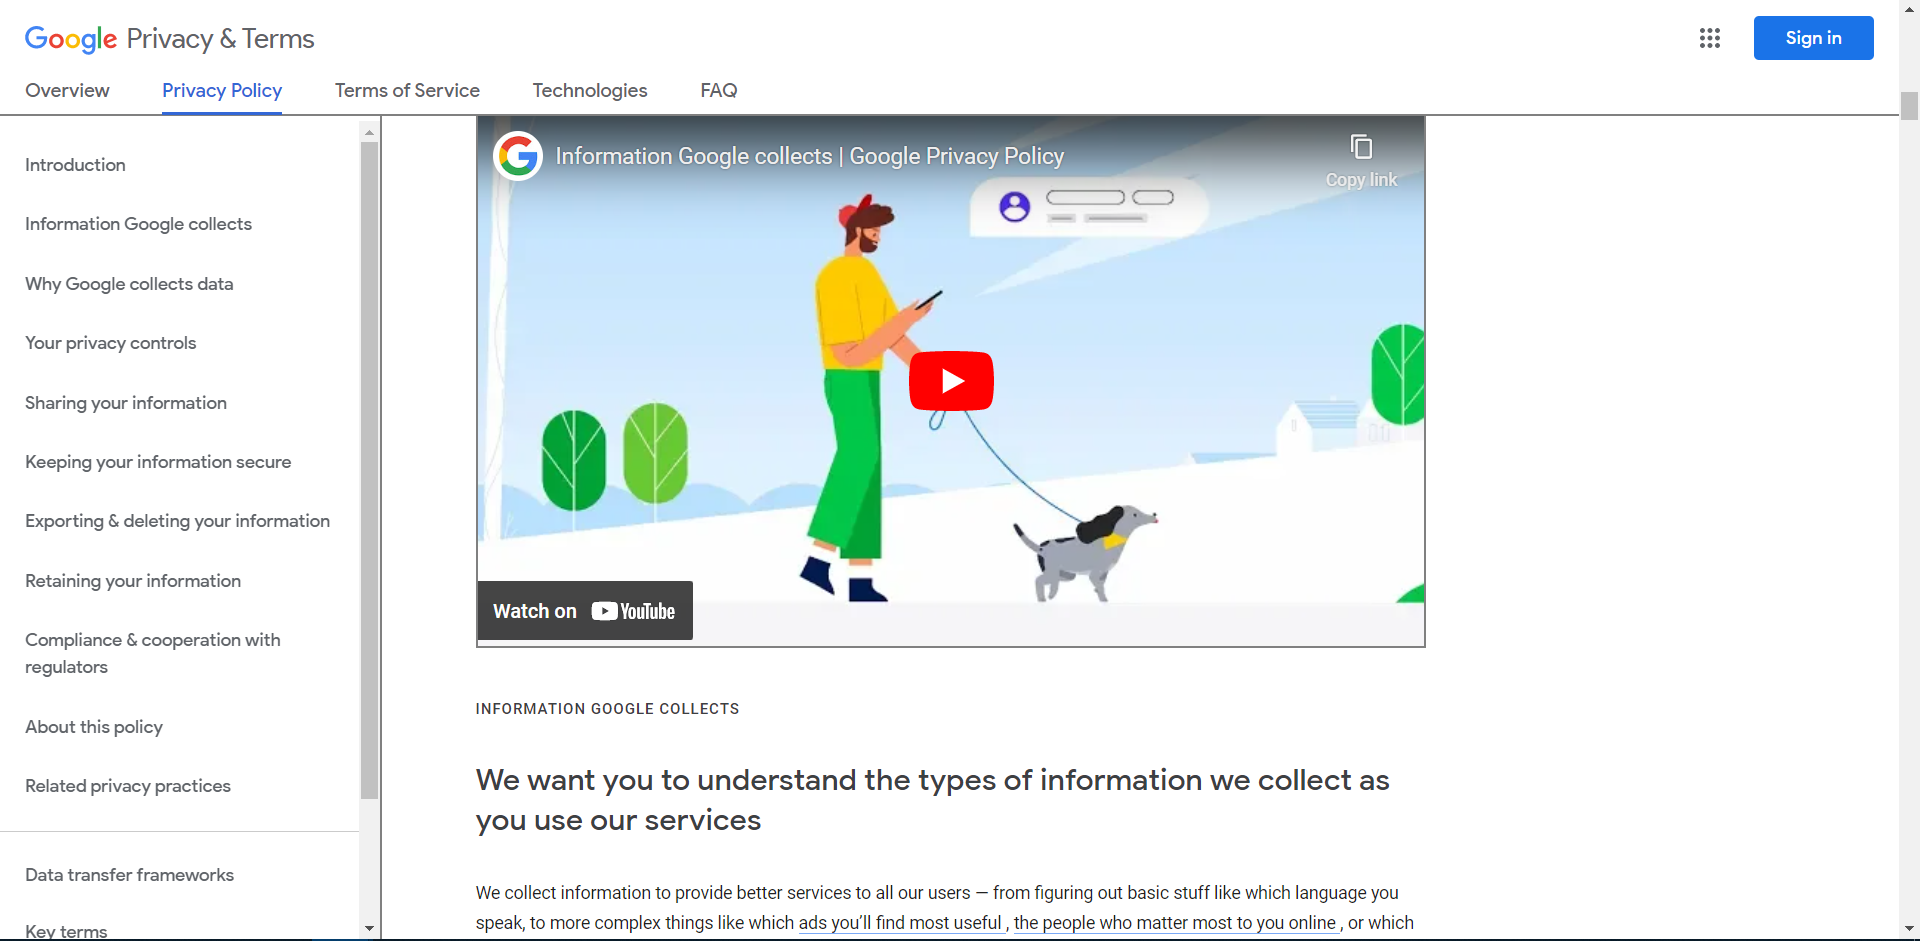 Google Privacy & Terms
Sign in
Overview
Privacy Policy
Terms of Service
Technologies
FAQ
Introduction
Information Google collects
Why Google collects data
Your privacy controls
Sharing your information
Keeping your information secure
Exporting & deleting your information
Retaining your information
Compliance & cooperation with
regulators
About this policy
Related privacy practices
Data transfer frameworks
Key terms
Information Google collects | Google Privacy Policy
Copy link
Watch on YouTube
INFORMATION GOOGLE COLLECTS
We want you to understand the types of information we collect as
you use our services
We collect information to provide better services to all our users — from figuring out basic stuff like which language you
speak, to more complex things like which ads you’ll find most useful , the people who matter most to you online , or which